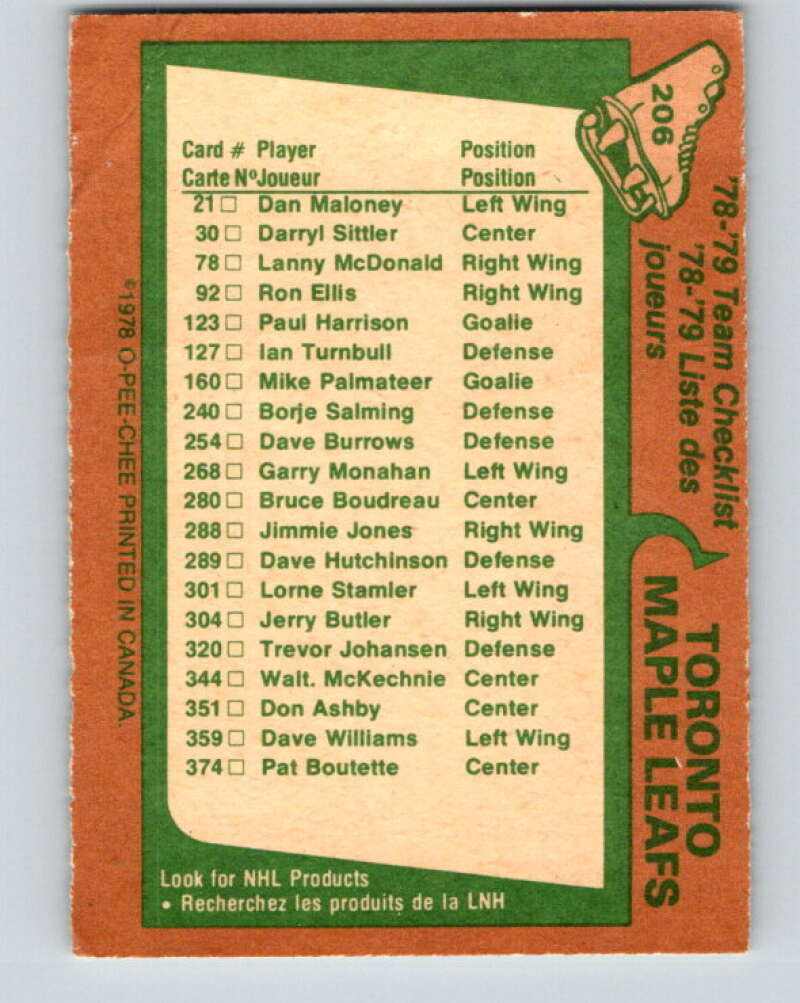 206
'78-'79 Team Checklist
'78-'79 Liste des
joueurs
TORONTO
MAPLE LEAFS
Card # Player Position
Carte Nº Joueur Position
21 □ Dan Maloney Left Wing
30 □ Darryl Sittler Center
78 □ Lanny McDonald Right Wing
92 □ Ron Ellis Right Wing
123 □ Paul Harrison Goalie
127 □ Ian Turnbull Defense
160 □ Mike Palmateer Goalie
240 □ Borje Salming Defense
254 □ Dave Burrows Defense
268 □ Garry Monahan Left Wing
280 □ Bruce Boudreau Center
288 □ Jimmie Jones Right Wing
289 □ Dave Hutchinson Defense
301 □ Lorne Stamler Left Wing
304 □ Jerry Butler Right Wing
320 □ Trevor Johansen Defense
344 □ Walt. McKechnie Center
351 □ Don Ashby Center
359 □ Dave Williams Left Wing
374 □ Pat Boutette Center
Look for NHL Products
• Recherchez les produits de la LNH
©1978 O-PEE-CHEE PRINTED IN CANADA.